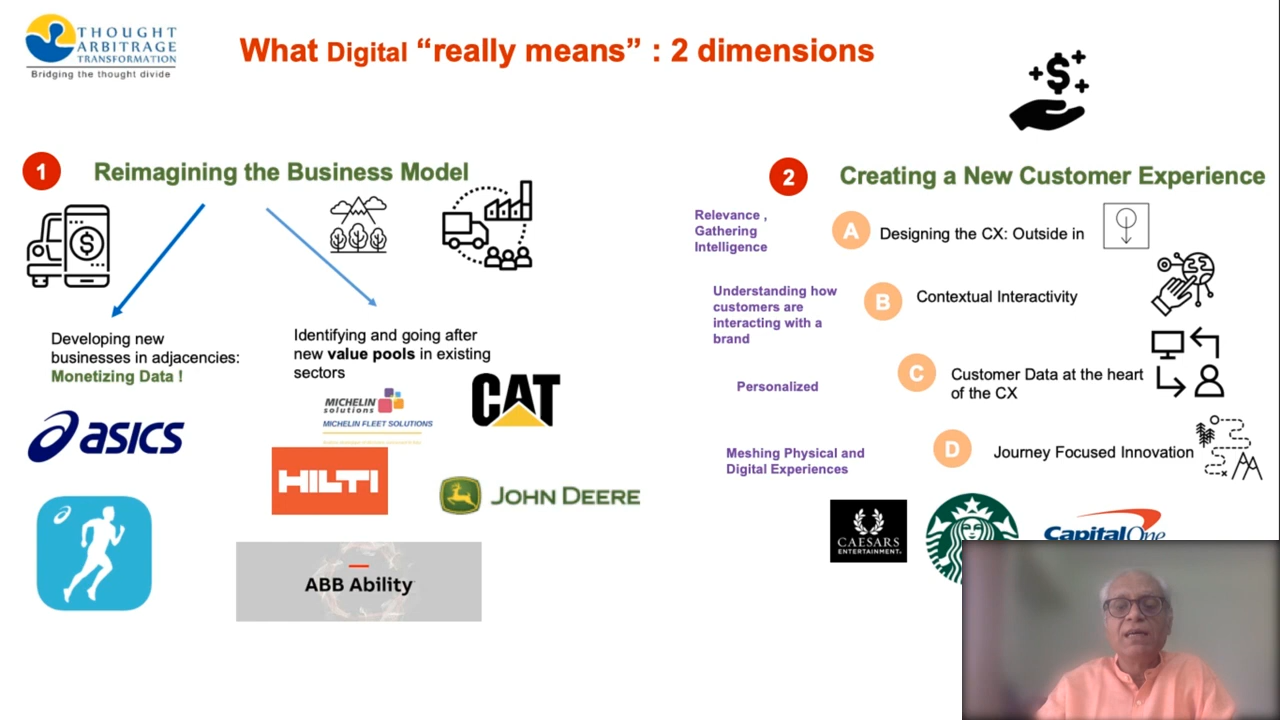 THOUGHT
ARBITRAGE
TRANSFORMATION
Bridging the thought divide
What Digital “really means” : 2 dimensions
1
Reimagining the Business Model
Developing new
businesses in adjacencies:
Monetizing Data !
Identifying and going after
new value pools in existing
sectors
asics
MICHELIN
solutions
MICHELIN FLEET SOLUTIONS
CAT
HILTI
JOHN DEERE
ABB Ability
2
Creating a New Customer Experience
Relevance ,
Gathering
Intelligence
A
Designing the CX: Outside in
Understanding how
customers are
interacting with a
brand
B
Contextual Interactivity
Personalized
C
Customer Data at the heart
of the CX
Meshing Physical and
Digital Experiences
D
Journey Focused Innovation
CAESARS
ENTERTAINMENT.
CapitalOne